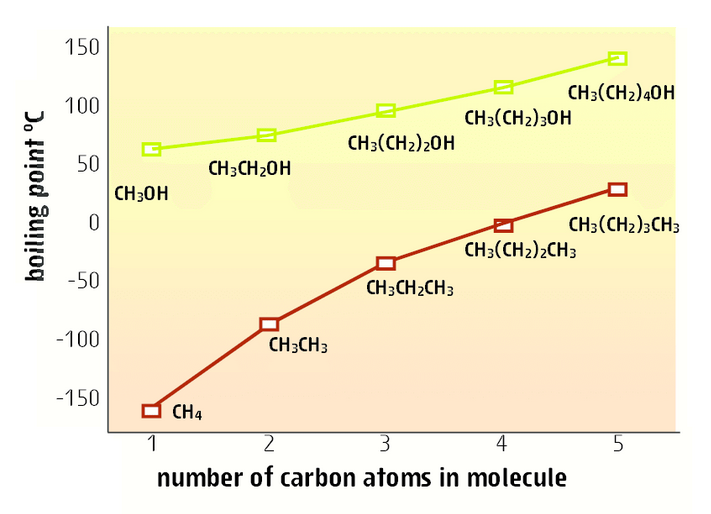 150
100
50
0
-50
-100
-150
boiling point ºC
CH₃OH
CH₃CH₂OH
CH₃(CH₂)₂OH
CH₃(CH₂)₃OH
CH₃(CH₂)₄OH
CH₄
CH₃CH₃
CH₃CH₂CH₃
CH₃(CH₂)₂CH₃
CH₃(CH₂)₃CH₃
1 2 3 4 5
number of carbon atoms in molecule